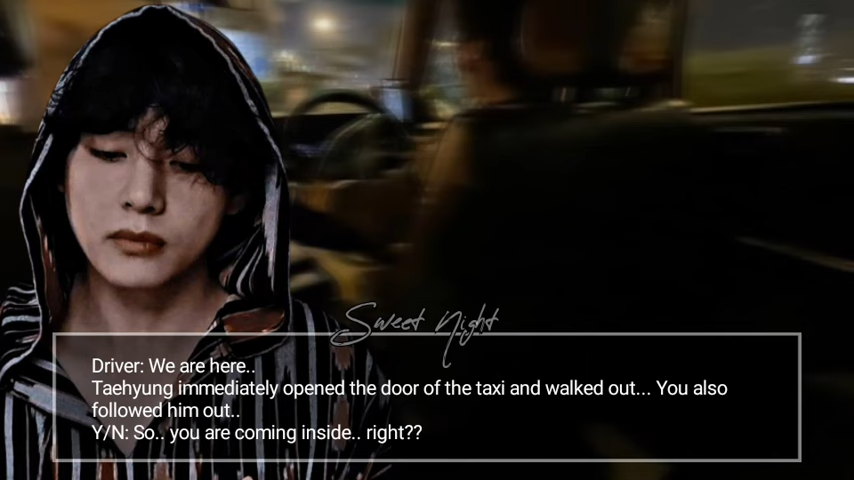 Sweet Night
Driver: We are here..
Taehyung immediately opened the door of the taxi and walked out... You also
followed him out..
Y/N: So.. you are coming inside.. right??